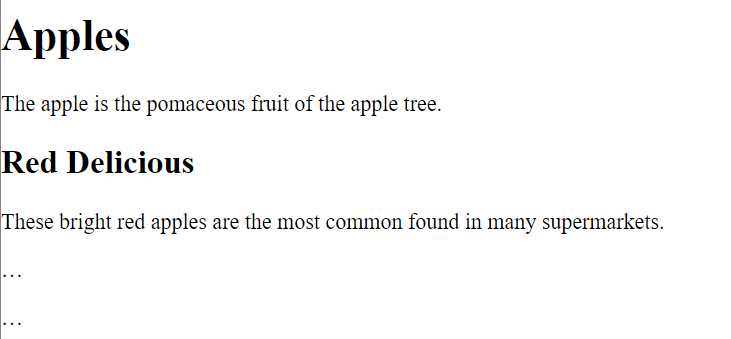 Apples
The apple is the pomaceous fruit of the apple tree.
Red Delicious
These bright red apples are the most common found in many supermarkets.
…
…